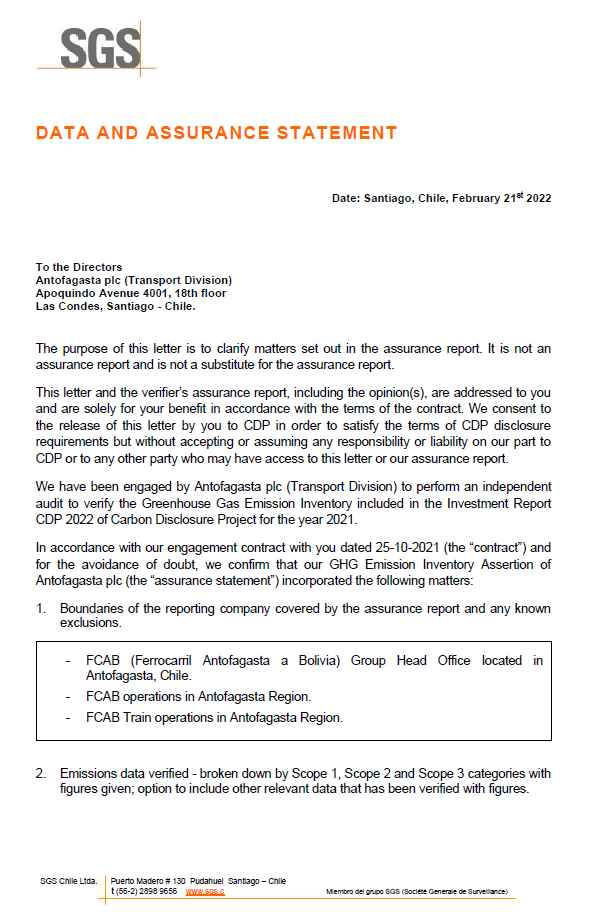 SGS
DATA AND ASSURANCE STATEMENT
Date: Santiago, Chile, February 21st 2022
To the Directors
Antofagasta plc (Transport Division)
Apoquindo Avenue 4001, 18th floor
Las Condes, Santiago - Chile.
The purpose of this letter is to clarify matters set out in the assurance report. It is not an
assurance report and is not a substitute for the assurance report.
This letter and the verifier's assurance report, including the opinion(s), are addressed to you
and are solely for your benefit in accordance with the terms of the contract. We consent to
the release of this letter by you to CDP in order to satisfy the terms of CDP disclosure
requirements but without accepting or assuming any responsibility or liability on our part to
CDP or to any other party who may have access to this letter or our assurance report.
We have been engaged by Antofagasta plc (Transport Division) to perform an independent
audit to verify the Greenhouse Gas Emission Inventory included in the Investment Report
CDP 2022 of Carbon Disclosure Project for the year 2021.
In accordance with our engagement contract with you dated 25-10-2021 (the "contract") and
for the avoidance of doubt, we confirm that our GHG Emission Inventory Assertion of
Antofagasta plc (the "assurance statement") incorporated the following matters:
1. Boundaries of the reporting company covered by the assurance report and any known
exclusions.
- FCAB (Ferrocarril Antofagasta a Bolivia) Group Head Office located in
Antofagasta, Chile.
- FCAB operations in Antofagasta Region.
- FCAB Train operations in Antofagasta Region.
2. Emissions data verified - broken down by Scope 1, Scope 2 and Scope 3 categories with
figures given; option to include other relevant data that has been verified with figures.
SGS Chile Ltda. Puerto Madero # 130 Pudahuel Santiago – Chile
t (56-2) 2898 9656 www.sgs.c
Miembro del grupo SGS (Société Generale de Surveillance)